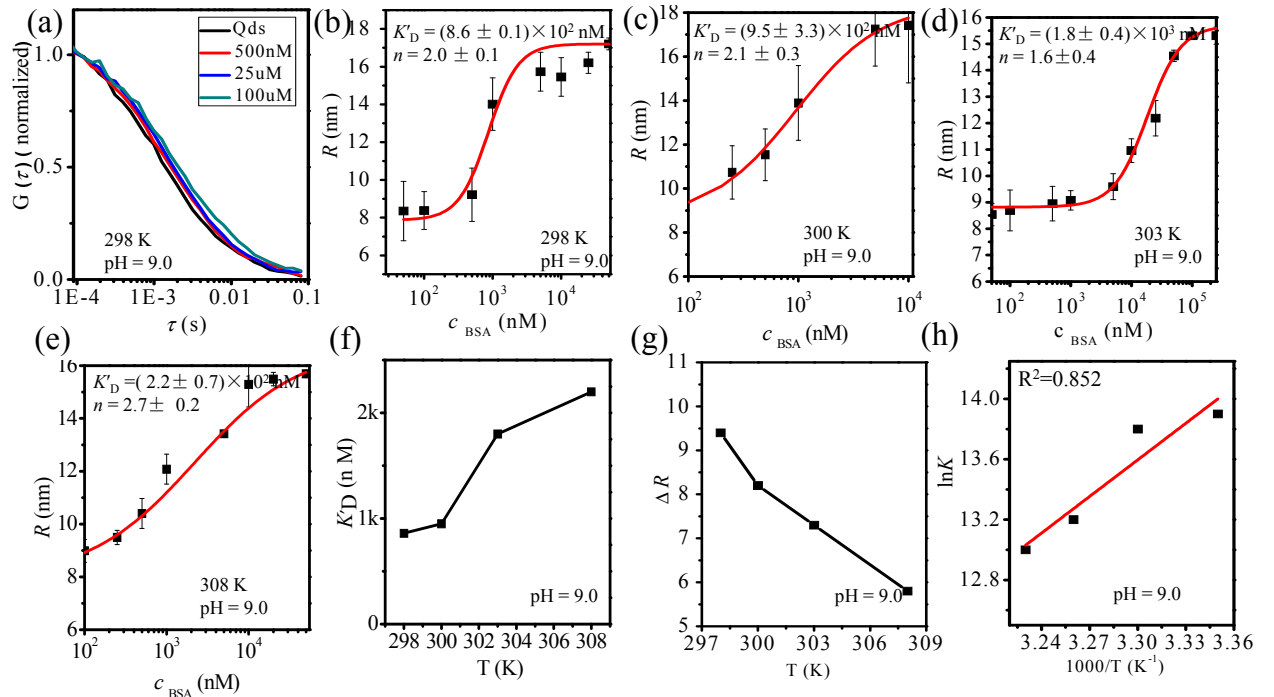 (a)
Qds
500nM
25uM
100uM
G (τ) ( normalized)
1.0
0.5
0.0
298 K
pH = 9.0
1E-4 1E-3 0.01 0.1
τ (s)
(b)
K′D =(8.6 ± 0.1)×10² nM
n = 2.0 ± 0.1
R (nm)
18
16
14
12
10
8
6
298 K
pH = 9.0
10² 10³ 10⁴
c BSA (nM)
(c)
K′D =(9.5 ± 3.3)×10² nM
n = 2.1 ± 0.3
R (nm)
18
16
14
12
10
8
6
300 K
pH = 9.0
10² 10³ 10⁴
c BSA (nM)
(d)
K′D =(1.8 ± 0.4)×10³ nM
n = 1.6±0.4
R (nm)
16
15
14
13
12
11
10
9
8
7
6
303 K
pH = 9.0
10² 10³ 10⁴ 10⁵
c BSA (nM)
(e)
K′D =( 2.2 ± 0.7)×10² nM
n = 2.7± 0.2
R (nm)
16
14
12
10
8
6
308 K
pH = 9.0
10² 10³ 10⁴
c BSA (nM)
(f)
K′D (n M)
2k
1k
0
pH = 9.0
298 300 302 304 306 308
T (K)
(g)
Δ R
11
10
9
8
7
6
5
pH = 9.0
297 300 303 306 309
T (K)
(h)
R²=0.852
lnK
14.0
13.6
13.2
12.8
pH = 9.0
3.24 3.27 3.30 3.33 3.36
1000/T (K⁻¹)